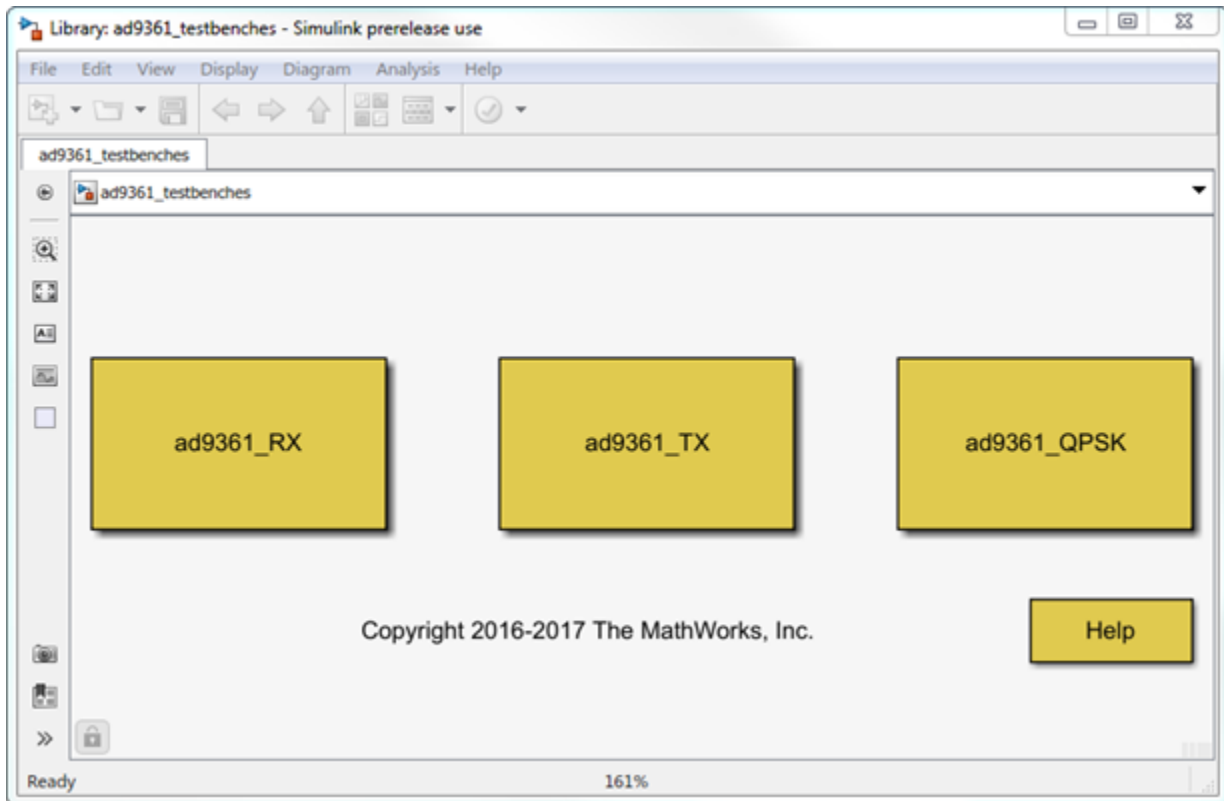 Library: ad9361_testbenches - Simulink prerelease use
File Edit View Display Diagram Analysis Help
ad9361_testbenches
ad9361_testbenches
ad9361_RX ad9361_TX ad9361_QPSK
Copyright 2016-2017 The MathWorks, Inc.
Help
Ready 161%